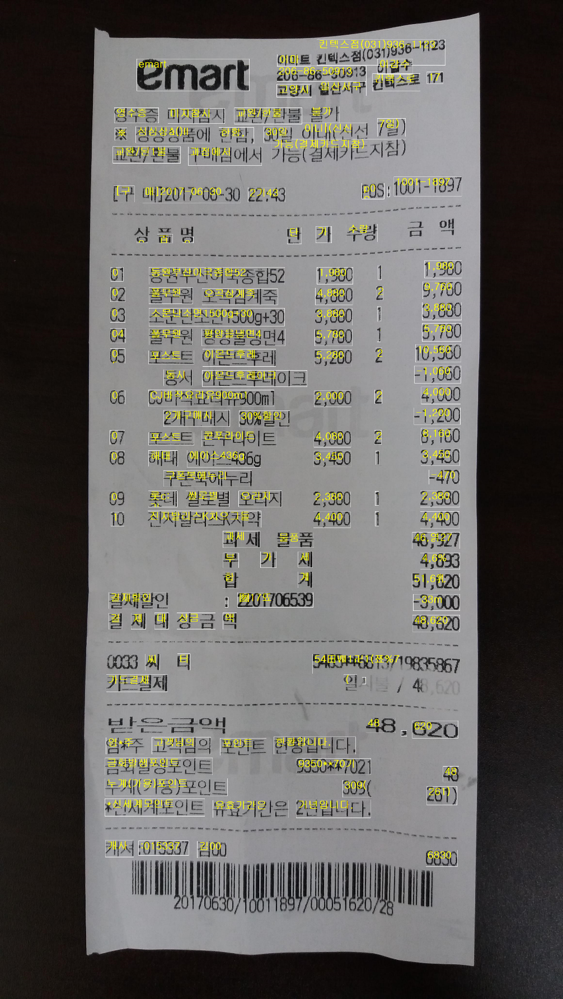 emart
이마트 킨텍스점(031)936-1123
206-86-50913 이갑수
고양시 일산서구 킨텍스로 171
영수증 미지참시 교환/환불 불가
※ 정상상품에 한함, 30일 이내(신선 7일)
교환/환불 구매점에서 가능(결제카드지참)
[구 매]2017-06-30 22:43 POS:1001-1897
상 품 명 단 가 수량 금 액
01 동원부산어묵종합52 1,980 1 1,980
02 풀무원 오곡삼계죽 4,880 2 9,760
03 소문난소면1500g+30 3,880 1 3,880
04 풀무원 평양물냉면4 5,780 1 5,780
05 포스트 아몬드후레 5,280 2 10,560
동서 아몬드후레이크 -1,060
06 CJ바삭요리유900ml 2,000 2 4,000
2개구매시 30%할인 -1,200
07 포스트 콘푸라이트 4,080 2 8,160
08 해태 에이스436g 3,450 1 3,450
쿠폰북에누리 -470
09 롯데 씰로별 오리지 2,380 1 2,380
10 진지발리스K치약 4,400 1 4,400
과 세 물품 46,927
부 가 세 4,693
합 계 51,620
결제할인 : 2201706539 -3,000
결 제 대 상금 액 48,620
0033 씨 티 /19835867
카드결제 일시불 / 48,620
받은금액 48,620
염*주 고객님의 포인트 현황입니다.
금회발생포인트 9350**7021 48
누계(가용)포인트 309( 261)
*신세계포인트 유효기간은 2년입니다.
캐셔:015337 김00 6830
20170630/10011897/00051620/28